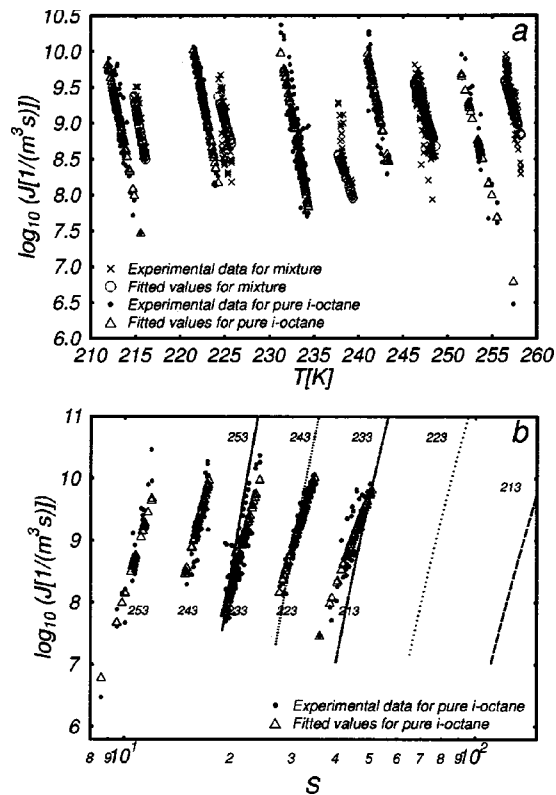 a
10.5
10.0
9.5
9.0
8.5
8.0
7.5
7.0
6.5
6.0
log10 (J[1/(m3s)])
× Experimental data for mixture
○ Fitted values for mixture
• Experimental data for pure i-octane
△ Fitted values for pure i-octane
210 215 220 225 230 235 240 245 250 255 260
T[K]
b
11
10
9
8
7
6
log10 (J[1/(m3s)])
253 243 233 223
213
253 243 233 223 213
• Experimental data for pure i-octane
△ Fitted values for pure i-octane
8 9 10^1 2 3 4 5 6 7 8 9 10^2
S